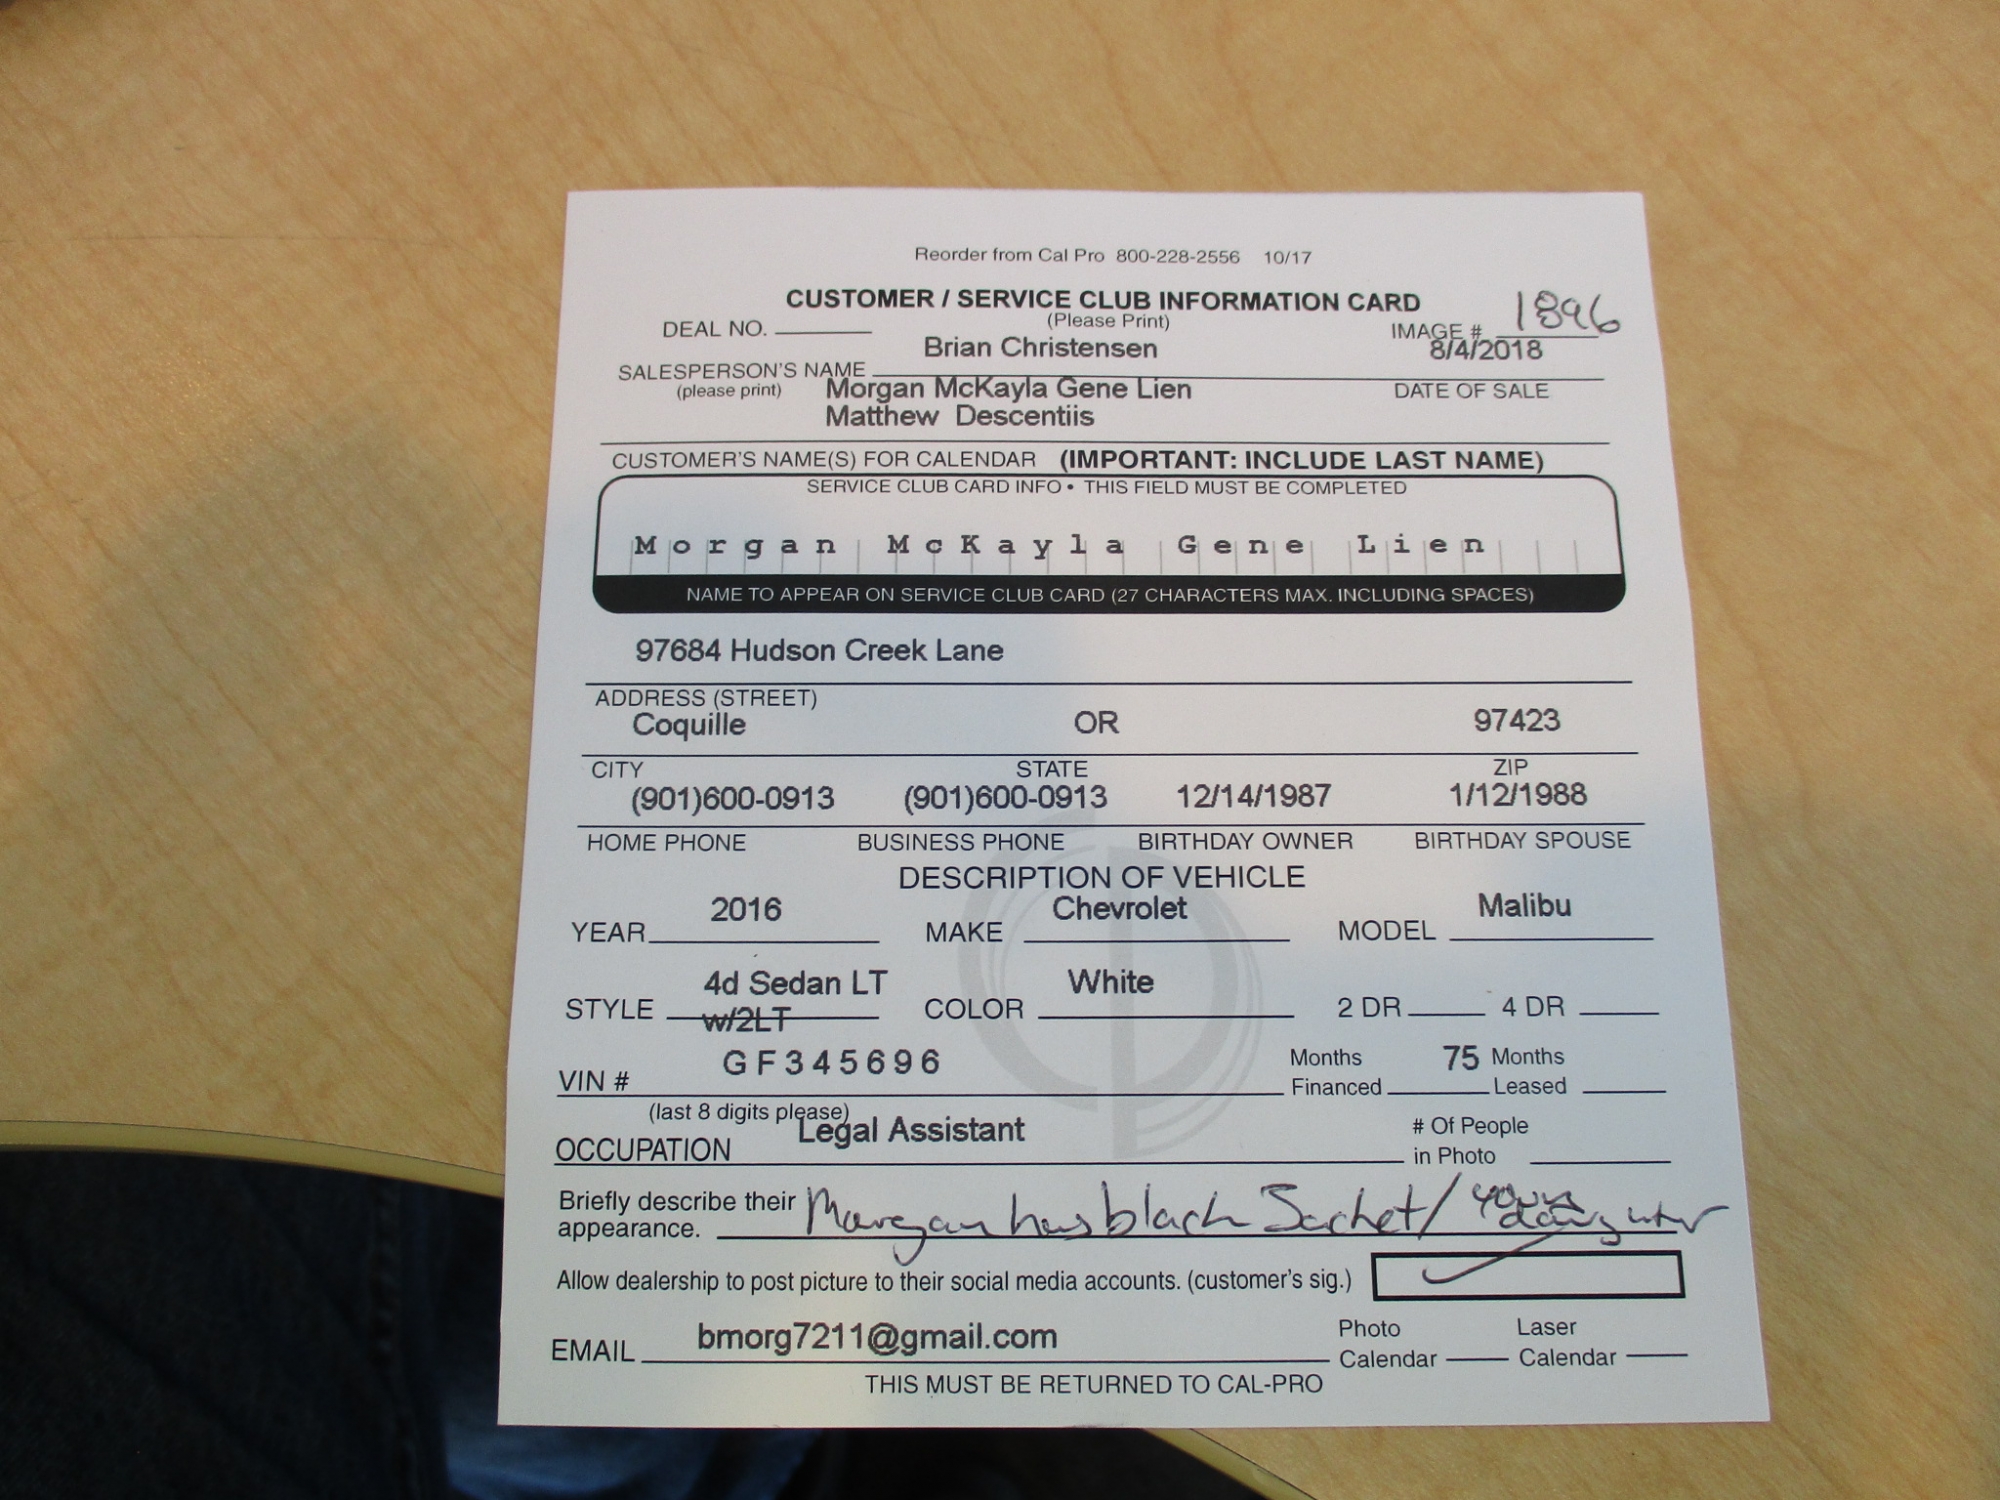 Reorder from Cal Pro 800-228-2556 10/17
CUSTOMER / SERVICE CLUB INFORMATION CARD
(Please Print)
DEAL NO. IMAGE # 1896
Brian Christensen 8/4/2018
SALESPERSON'S NAME
(please print) DATE OF SALE
Morgan McKayla Gene Lien
Matthew Descentiis
CUSTOMER'S NAME(S) FOR CALENDAR (IMPORTANT: INCLUDE LAST NAME)
SERVICE CLUB CARD INFO • THIS FIELD MUST BE COMPLETED
Morgan McKayla Gene Lien
NAME TO APPEAR ON SERVICE CLUB CARD (27 CHARACTERS MAX. INCLUDING SPACES)
97684 Hudson Creek Lane
ADDRESS (STREET)
Coquille OR 97423
CITY STATE ZIP
(901)600-0913 (901)600-0913 12/14/1987 1/12/1988
HOME PHONE BUSINESS PHONE BIRTHDAY OWNER BIRTHDAY SPOUSE
DESCRIPTION OF VEHICLE
YEAR 2016 MAKE Chevrolet MODEL Malibu
4d Sedan LT White
STYLE w/2LT COLOR 2 DR 4 DR
VIN # GF345696 Months Financed 75 Months Leased
(last 8 digits please)
OCCUPATION Legal Assistant # Of People in Photo
Briefly describe their
appearance. Morgan has black Jacket/ young daughter
Allow dealership to post picture to their social media accounts. (customer's sig.)
EMAIL bmorg7211@gmail.com Photo Calendar Laser Calendar
THIS MUST BE RETURNED TO CAL-PRO